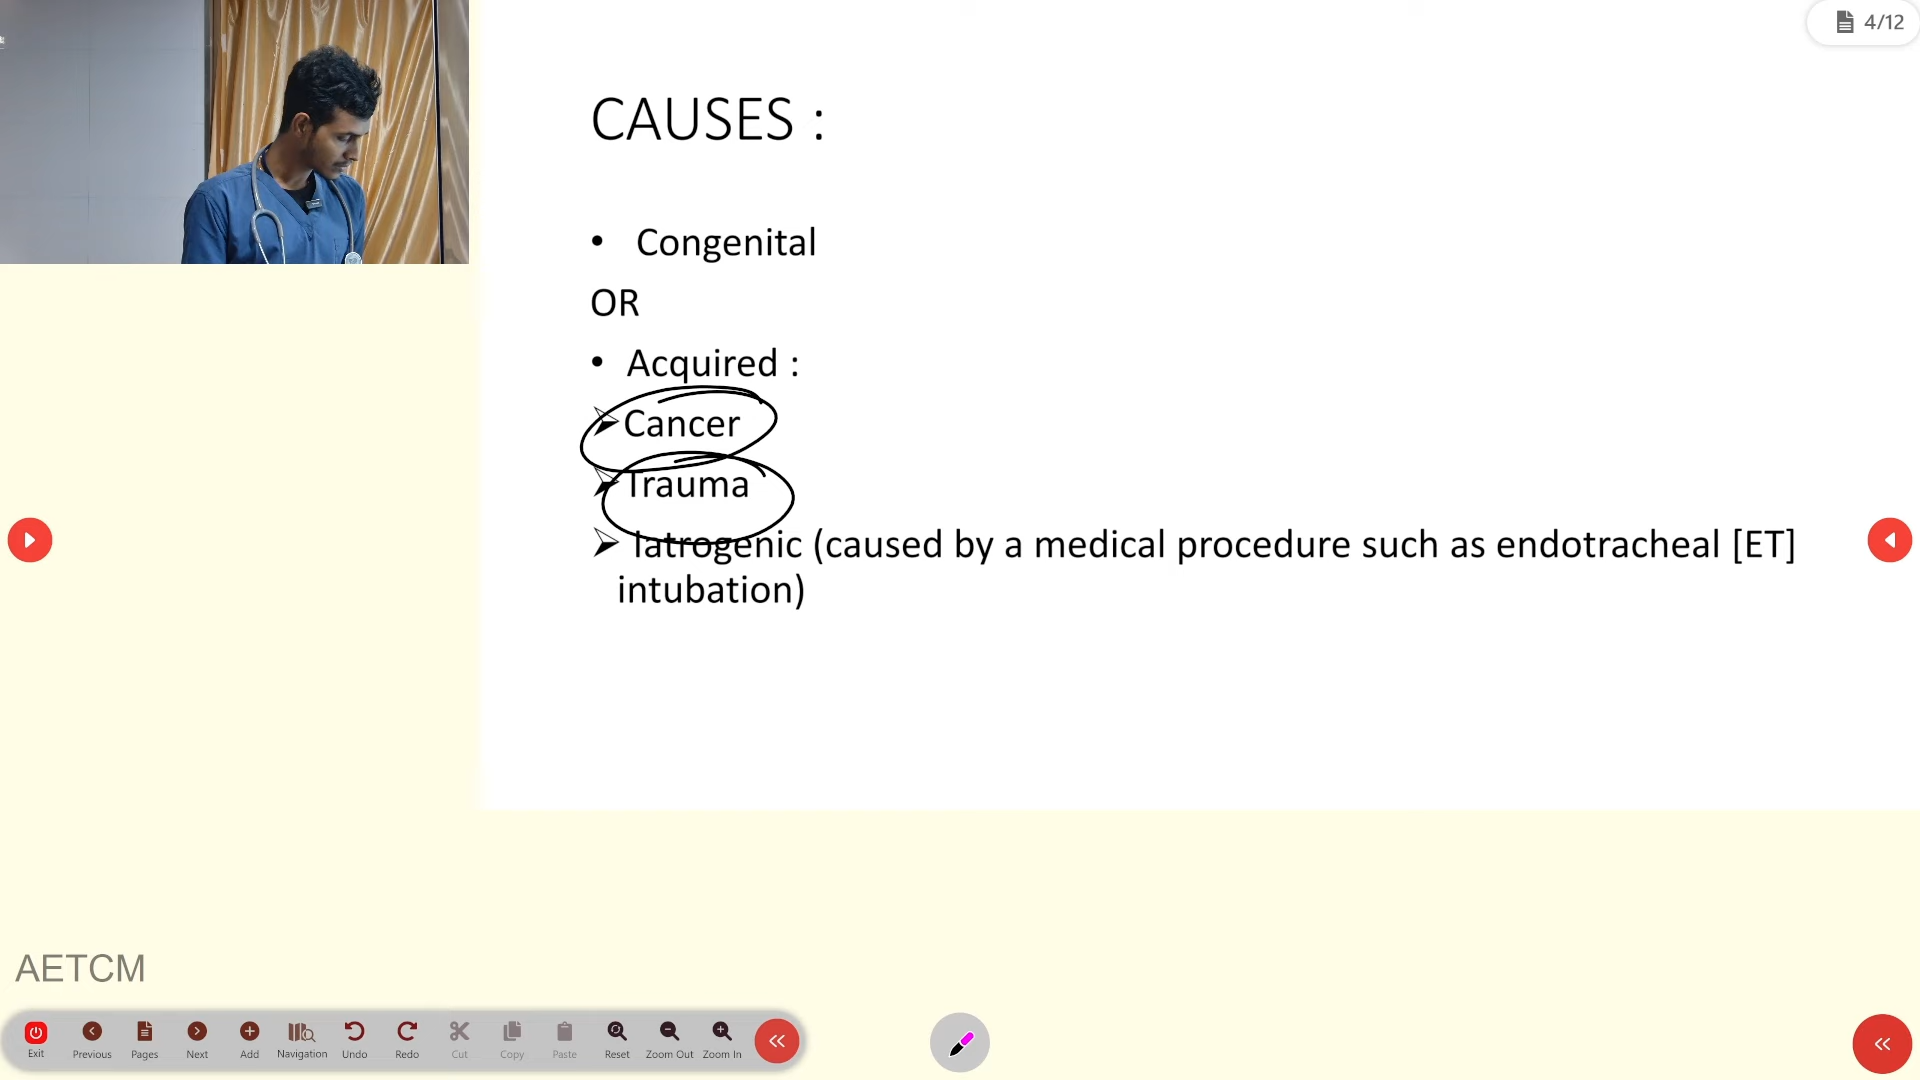 4/12
CAUSES :
• Congenital
OR
• Acquired :
➢ Cancer
➢ Trauma
➢ Iatrogenic (caused by a medical procedure such as endotracheal [ET]
intubation)
AETCM
Exit Previous Pages Next Add Navigation Undo Redo Cut Copy Paste Reset Zoom Out Zoom In